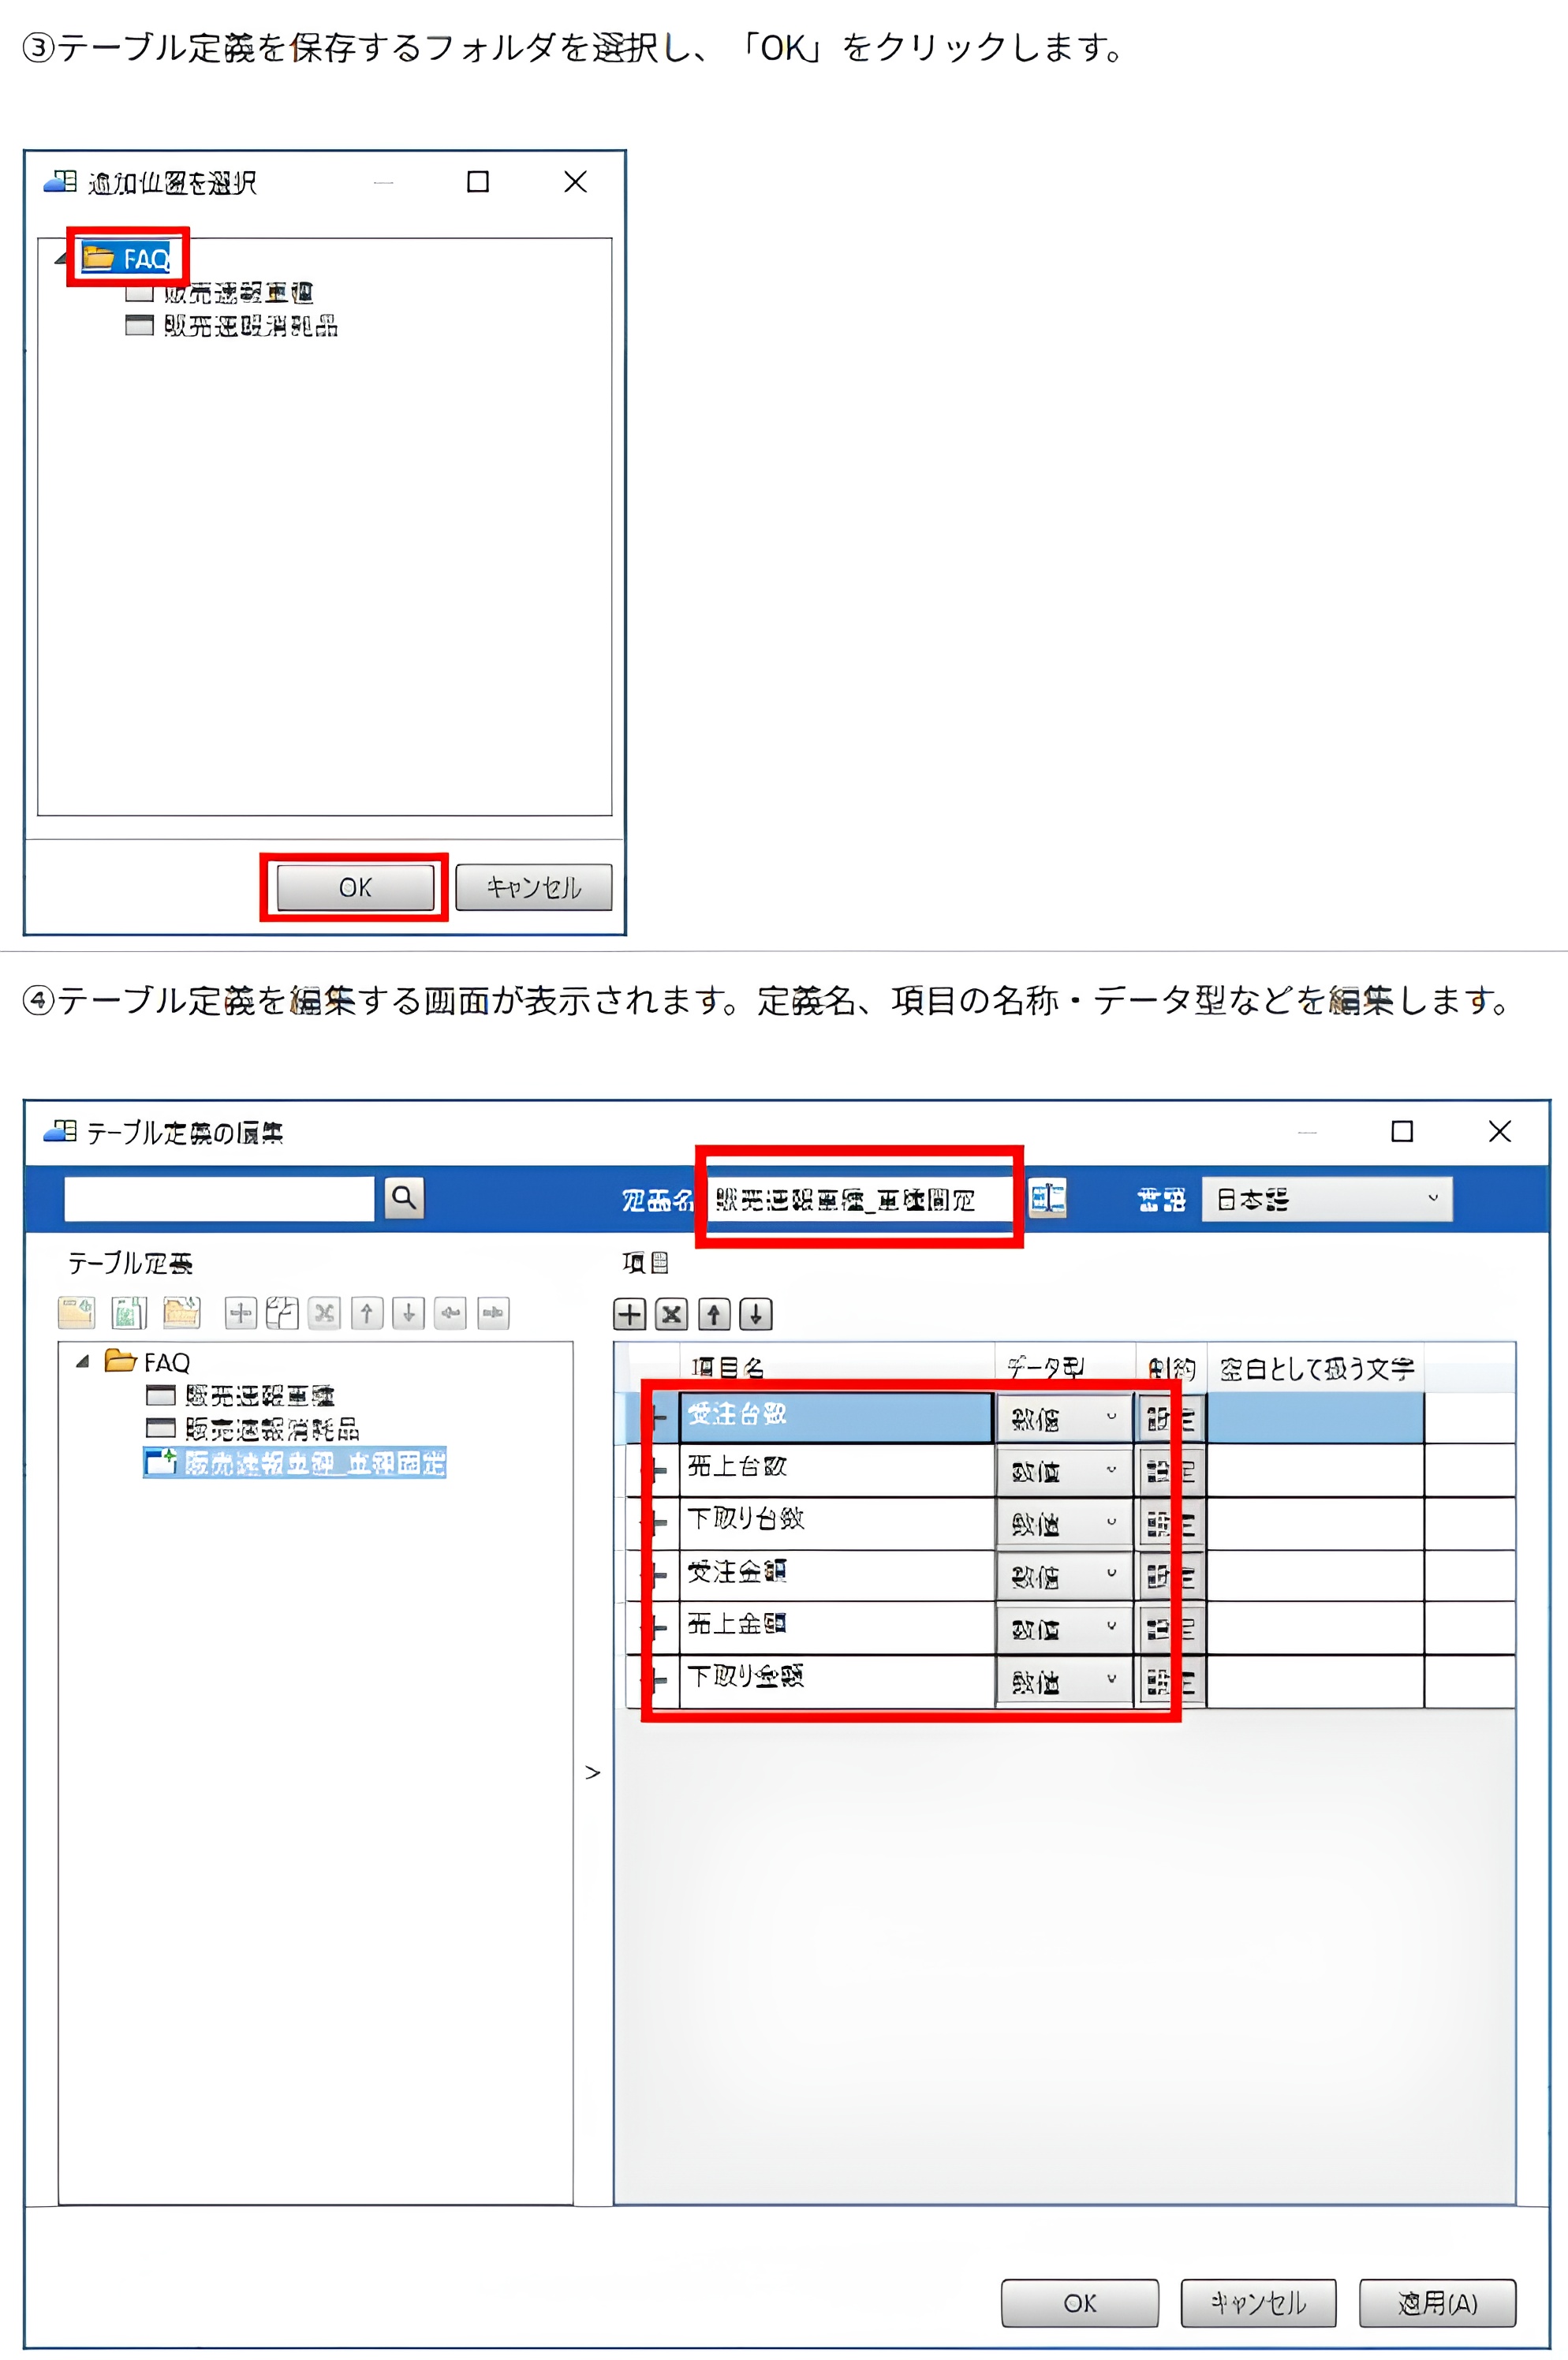 ③テーブル定義を保存するフォルダを選択し、「OK」をクリックします。
追加位置を選択
FAQ
販売速報車種
販売速報消耗品
OK キャンセル
④テーブル定義を編集する画面が表示されます。定義名、項目の名称・データ型などを編集します。
テーブル定義の編集
定義名 販売速報車種_車種固定 言語 日本語
テーブル定義 項目
FAQ
販売速報車種
販売速報消耗品
販売速報車種_車種固定
項目名 データ型 制約 空白として扱う文字
受注台数 数値 設定
売上台数 数値 設定
下取り台数 数値 設定
受注金額 数値 設定
売上金額 数値 設定
下取り金額 数値 設定
>
OK キャンセル 適用(A)